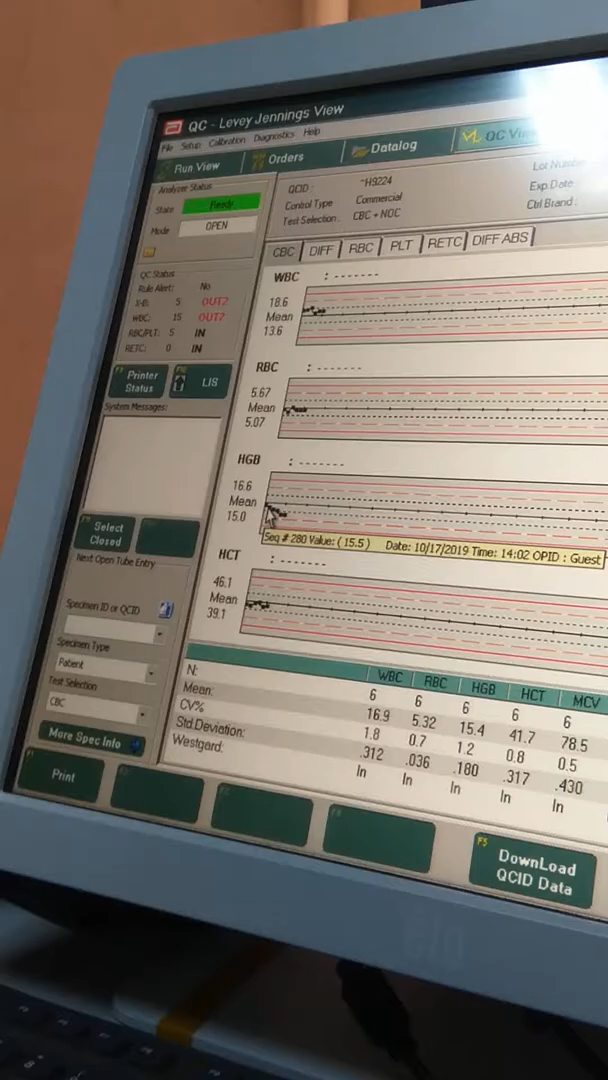 QC - Levey Jennings View
File Setup Calibration Diagnostics Help
Run View Orders Datalog QC View
Analyzer Status
State Ready
Mode OPEN
QCID : ~H9224
Control Type Commercial
Test Selection : CBC + NOC
Lot Number
Exp.Date
Ctrl Brand :
QC Status
Rule Alert: No
X-B: 5 OUT?
WBC: 15 OUT?
RBC/PLT: 5 IN
RETC: 0 IN
CBC DIFF RBC PLT RETC DIFF ABS
WBC : -------
18.6
Mean
13.6
RBC : -------
5.67
Mean
5.07
HGB : -------
16.6
Mean
15.0
Seq # 280 Value: ( 15.5 ) Date: 10/17/2019 Time: 14:02 OPID : Guest
HCT : -------
46.1
Mean
39.1
Printer Status
LIS
System Messages:
F9
Select Closed
Next Open Tube Entry
Specimen ID or QCID
Specimen Type
Patient
Test Selection
CBC
More Spec Info
WBC RBC HGB HCT MCV
N: 6 6 6 6 6
Mean: 16.9 5.32 15.4 41.7 78.5
CV% 1.8 0.7 1.2 0.8 0.5
Std.Deviation: .312 .036 .180 .317 .430
Westgard: In In In In In
F1
Print
F5
DownLoad
QCID Data